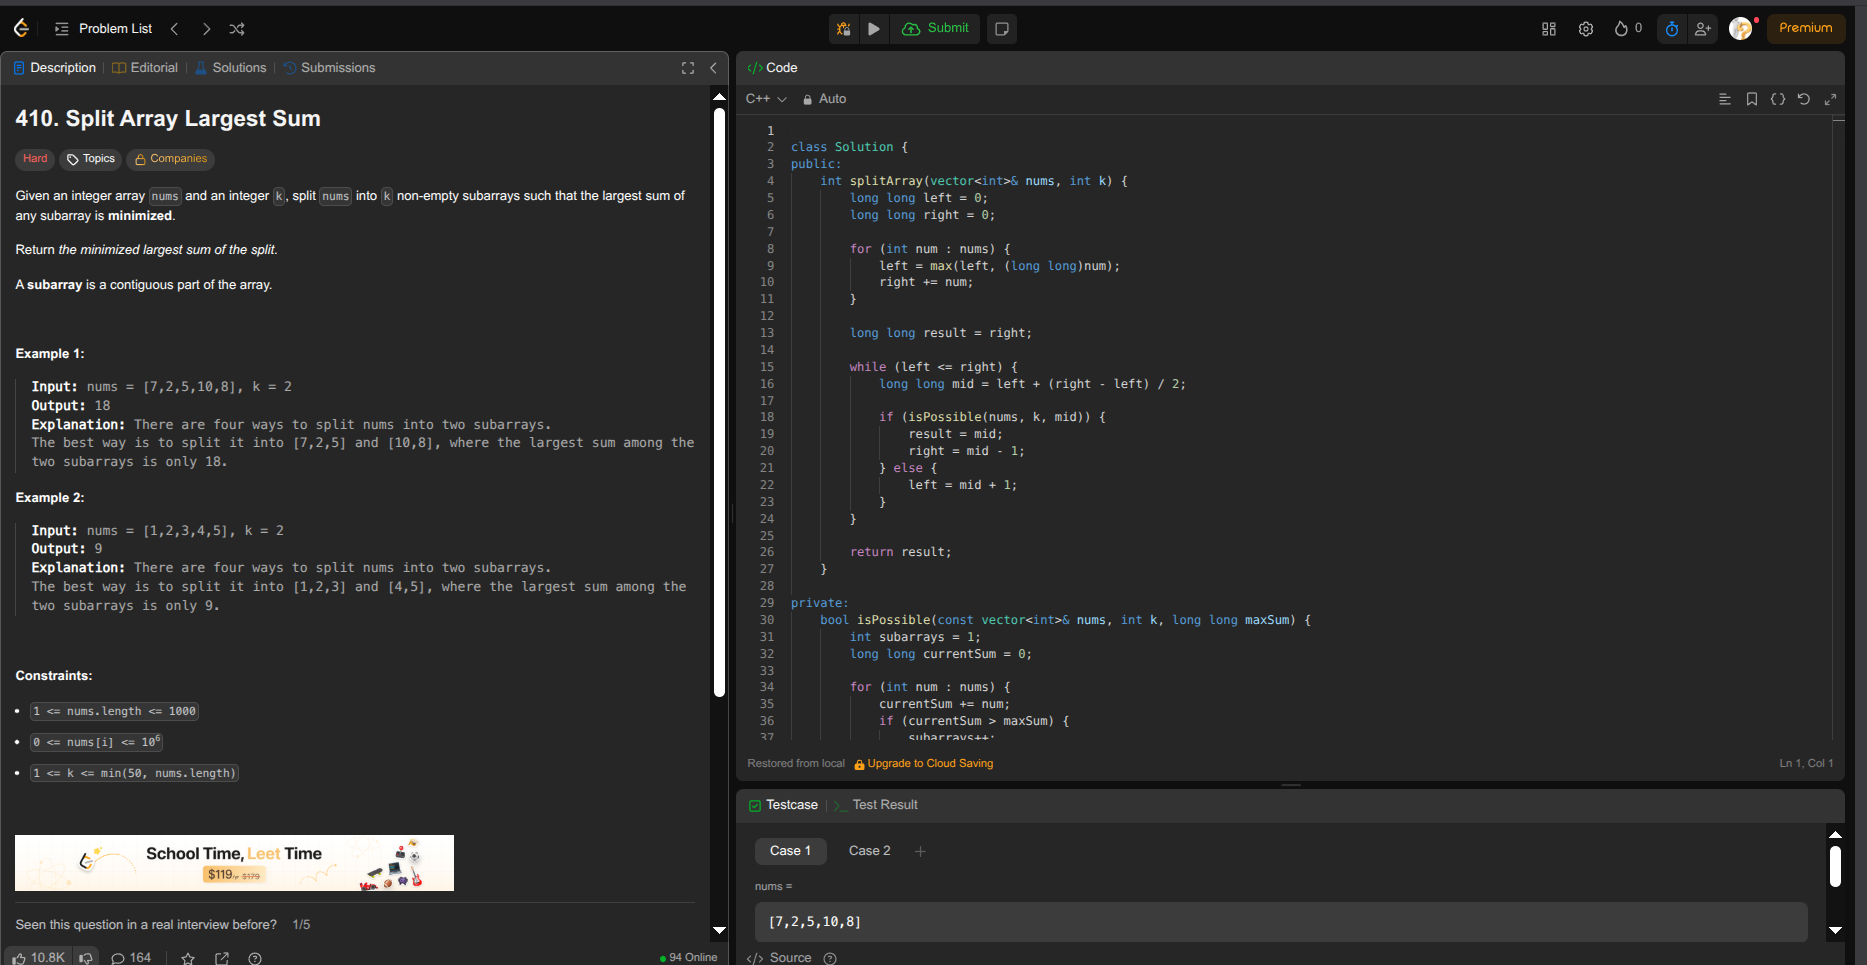 Problem List
Submit
0
Premium
Description | Editorial | Solutions | Submissions
410. Split Array Largest Sum
Hard Topics Companies
Given an integer array nums and an integer k, split nums into k non-empty subarrays such that the largest sum of
any subarray is minimized.
Return the minimized largest sum of the split.
A subarray is a contiguous part of the array.
Example 1:
Input: nums = [7,2,5,10,8], k = 2
Output: 18
Explanation: There are four ways to split nums into two subarrays.
The best way is to split it into [7,2,5] and [10,8], where the largest sum among the
two subarrays is only 18.
Example 2:
Input: nums = [1,2,3,4,5], k = 2
Output: 9
Explanation: There are four ways to split nums into two subarrays.
The best way is to split it into [1,2,3] and [4,5], where the largest sum among the
two subarrays is only 9.
Constraints:
• 1 <= nums.length <= 1000
• 0 <= nums[i] <= 10⁶
• 1 <= k <= min(50, nums.length)
School Time, Leet Time
$119/yr $179
Seen this question in a real interview before? 1/5
10.8K 164 94 Online
</> Code
C++ Auto
1
2 class Solution {
3 public:
4 int splitArray(vector<int>& nums, int k) {
5 long long left = 0;
6 long long right = 0;
7
8 for (int num : nums) {
9 left = max(left, (long long)num);
10 right += num;
11 }
12
13 long long result = right;
14
15 while (left <= right) {
16 long long mid = left + (right - left) / 2;
17
18 if (isPossible(nums, k, mid)) {
19 result = mid;
20 right = mid - 1;
21 } else {
22 left = mid + 1;
23 }
24 }
25
26 return result;
27 }
28
29 private:
30 bool isPossible(const vector<int>& nums, int k, long long maxSum) {
31 int subarrays = 1;
32 long long currentSum = 0;
33
34 for (int num : nums) {
35 currentSum += num;
36 if (currentSum > maxSum) {
37 subarrays++;
Restored from local Upgrade to Cloud Saving Ln 1, Col 1
Testcase | >_ Test Result
Case 1 Case 2 +
nums =
[7,2,5,10,8]
</> Source